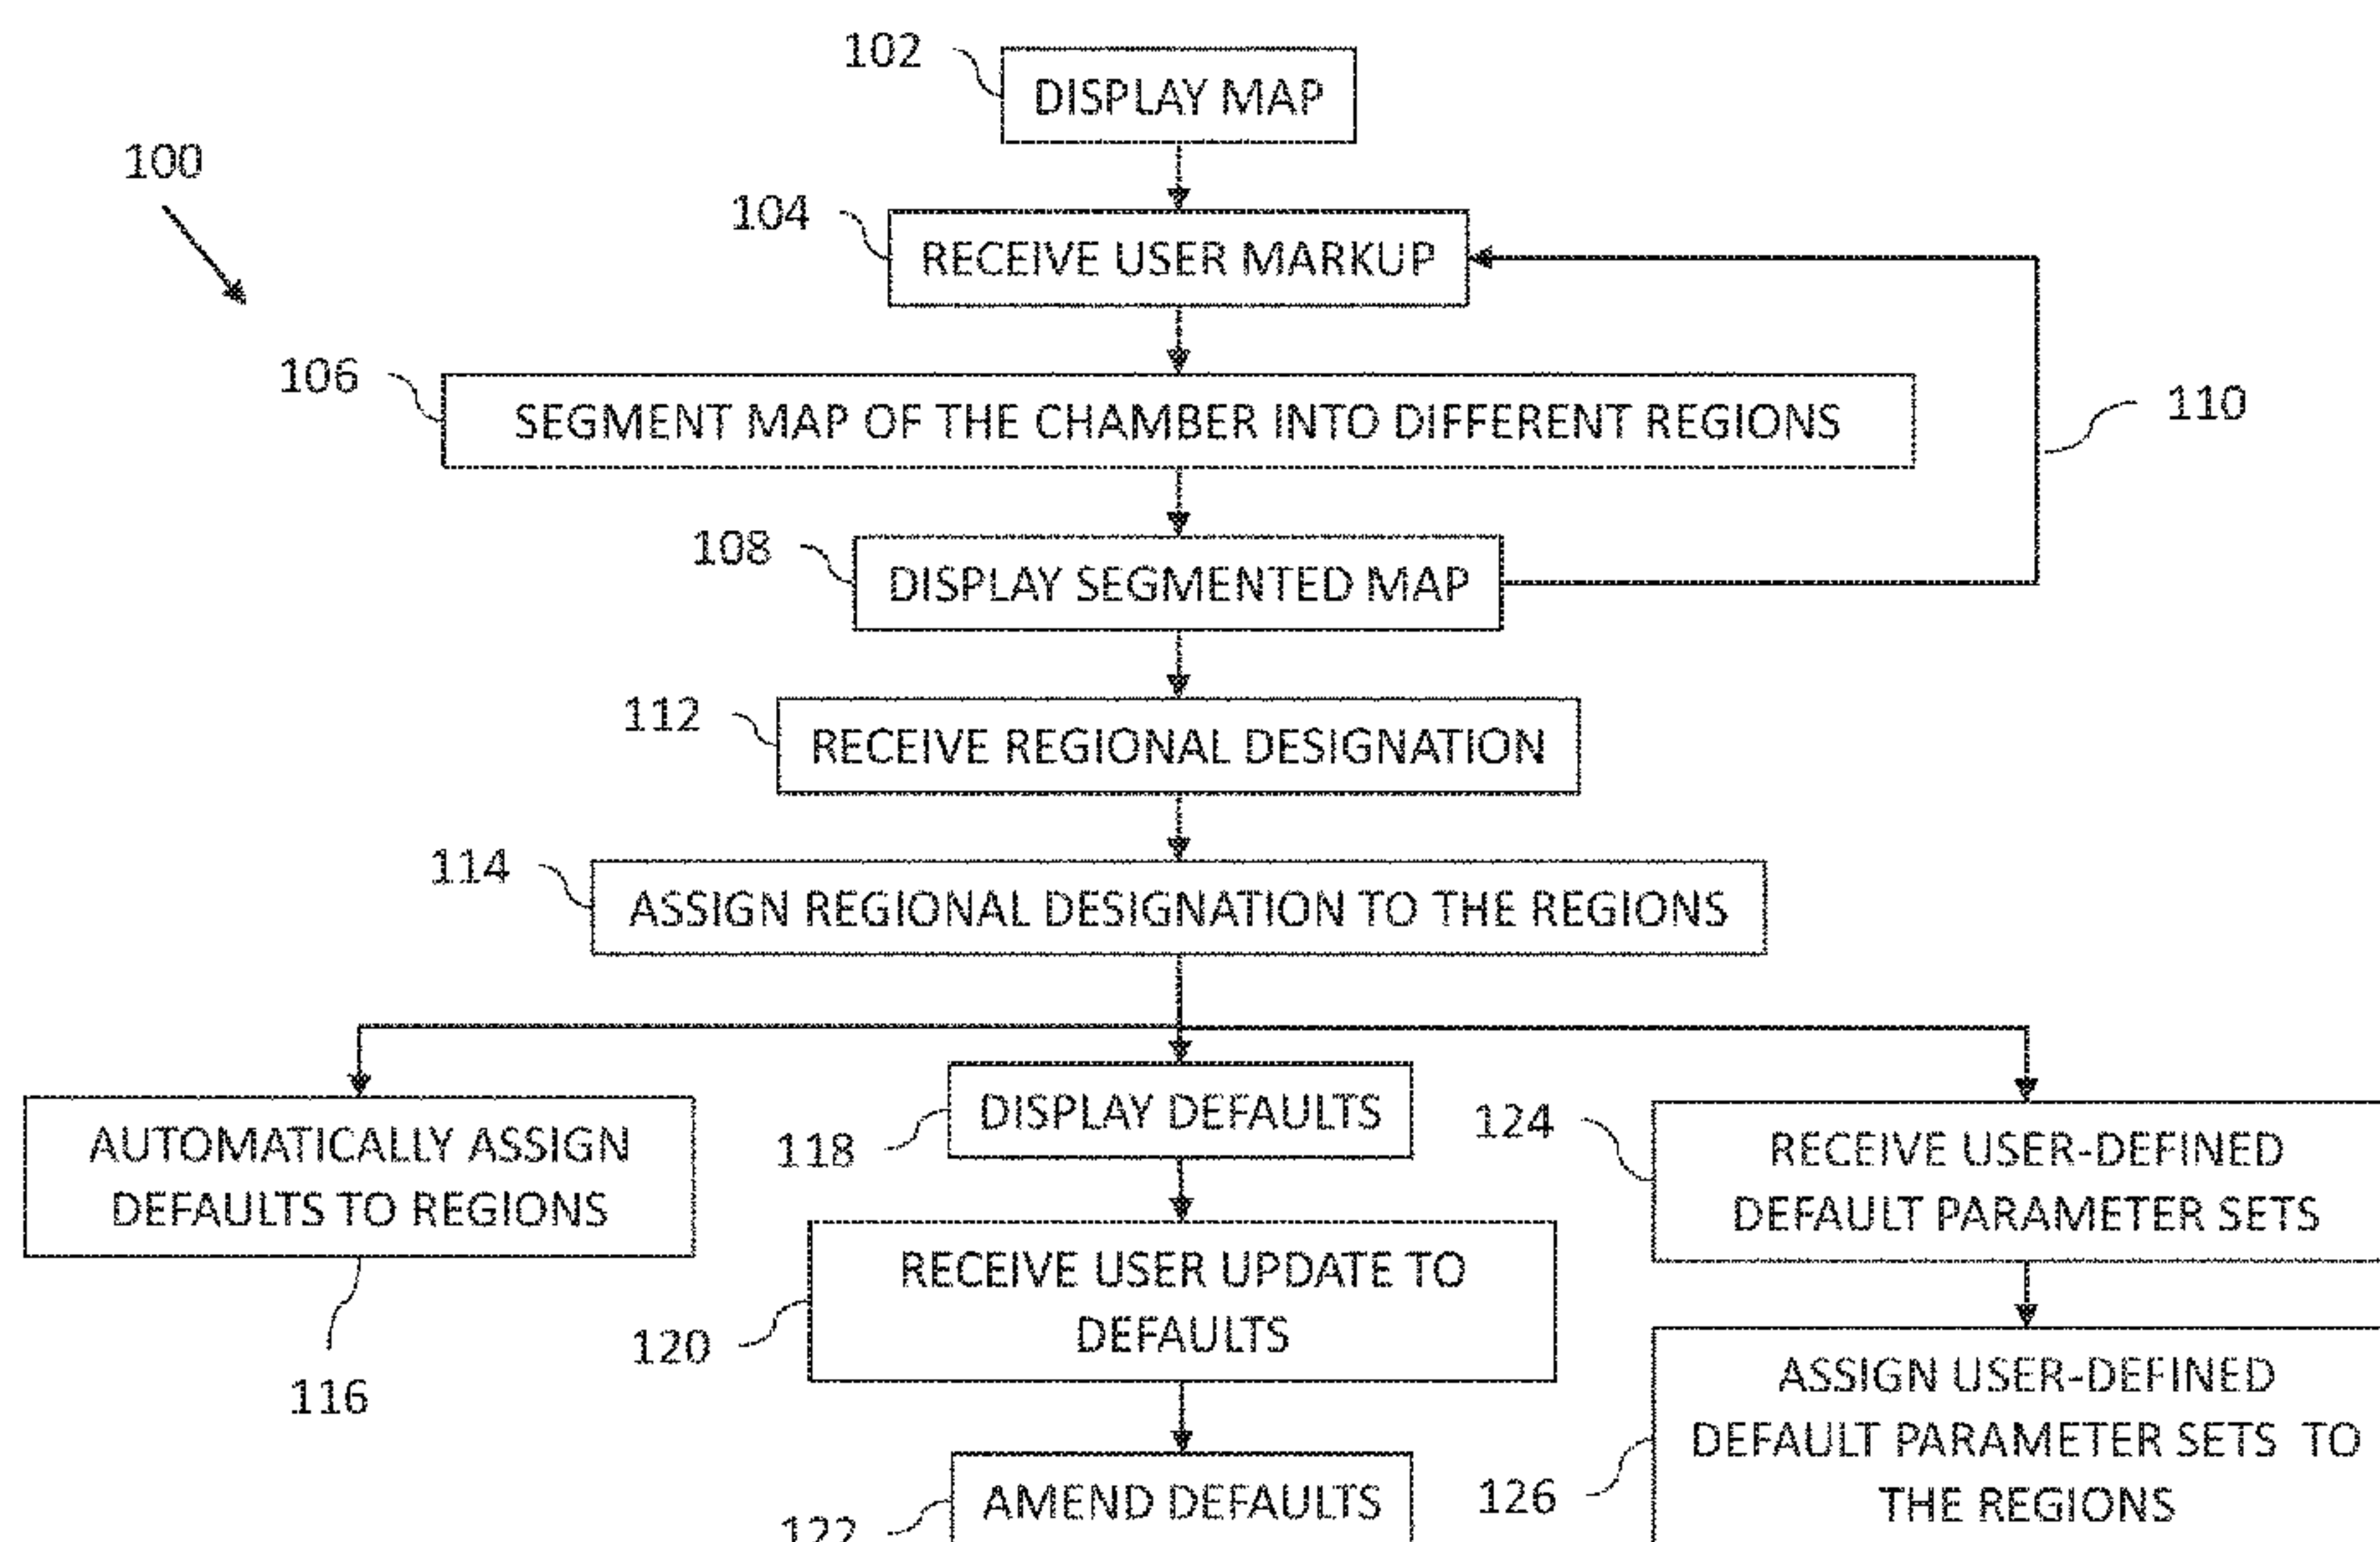 102
DISPLAY MAP
100
104
RECEIVE USER MARKUP
106
SEGMENT MAP OF THE CHAMBER INTO DIFFERENT REGIONS
110
108
DISPLAY SEGMENTED MAP
112
RECEIVE REGIONAL DESIGNATION
114
ASSIGN REGIONAL DESIGNATION TO THE REGIONS
AUTOMATICALLY ASSIGN
DEFAULTS TO REGIONS
116
118
DISPLAY DEFAULTS
120
RECEIVE USER UPDATE TO
DEFAULTS
122
AMEND DEFAULTS
124
RECEIVE USER-DEFINED
DEFAULT PARAMETER SETS
126
ASSIGN USER-DEFINED
DEFAULT PARAMETER SETS TO
THE REGIONS